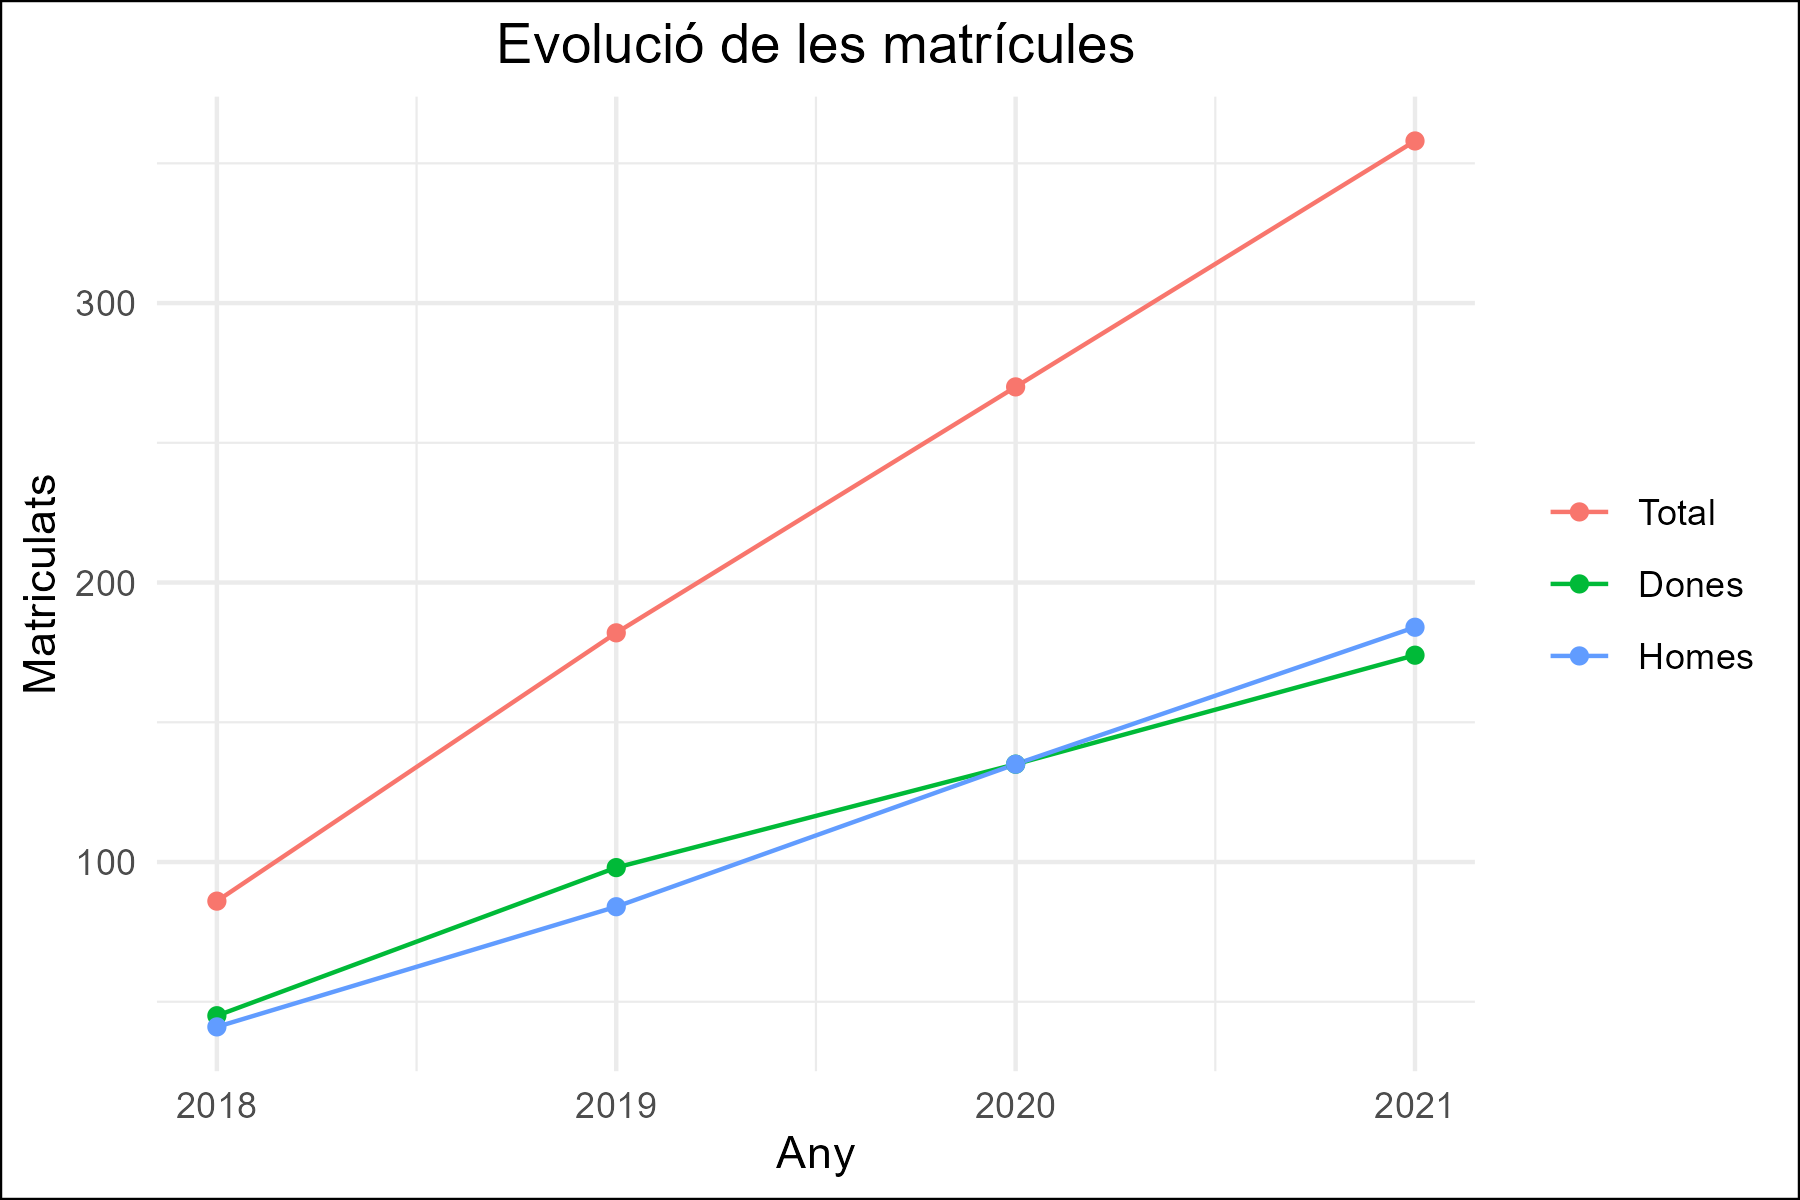 Evolució de les matrícules
Matriculats
300
200
100
2018
2019
2020
2021
Any
Total
Dones
Homes